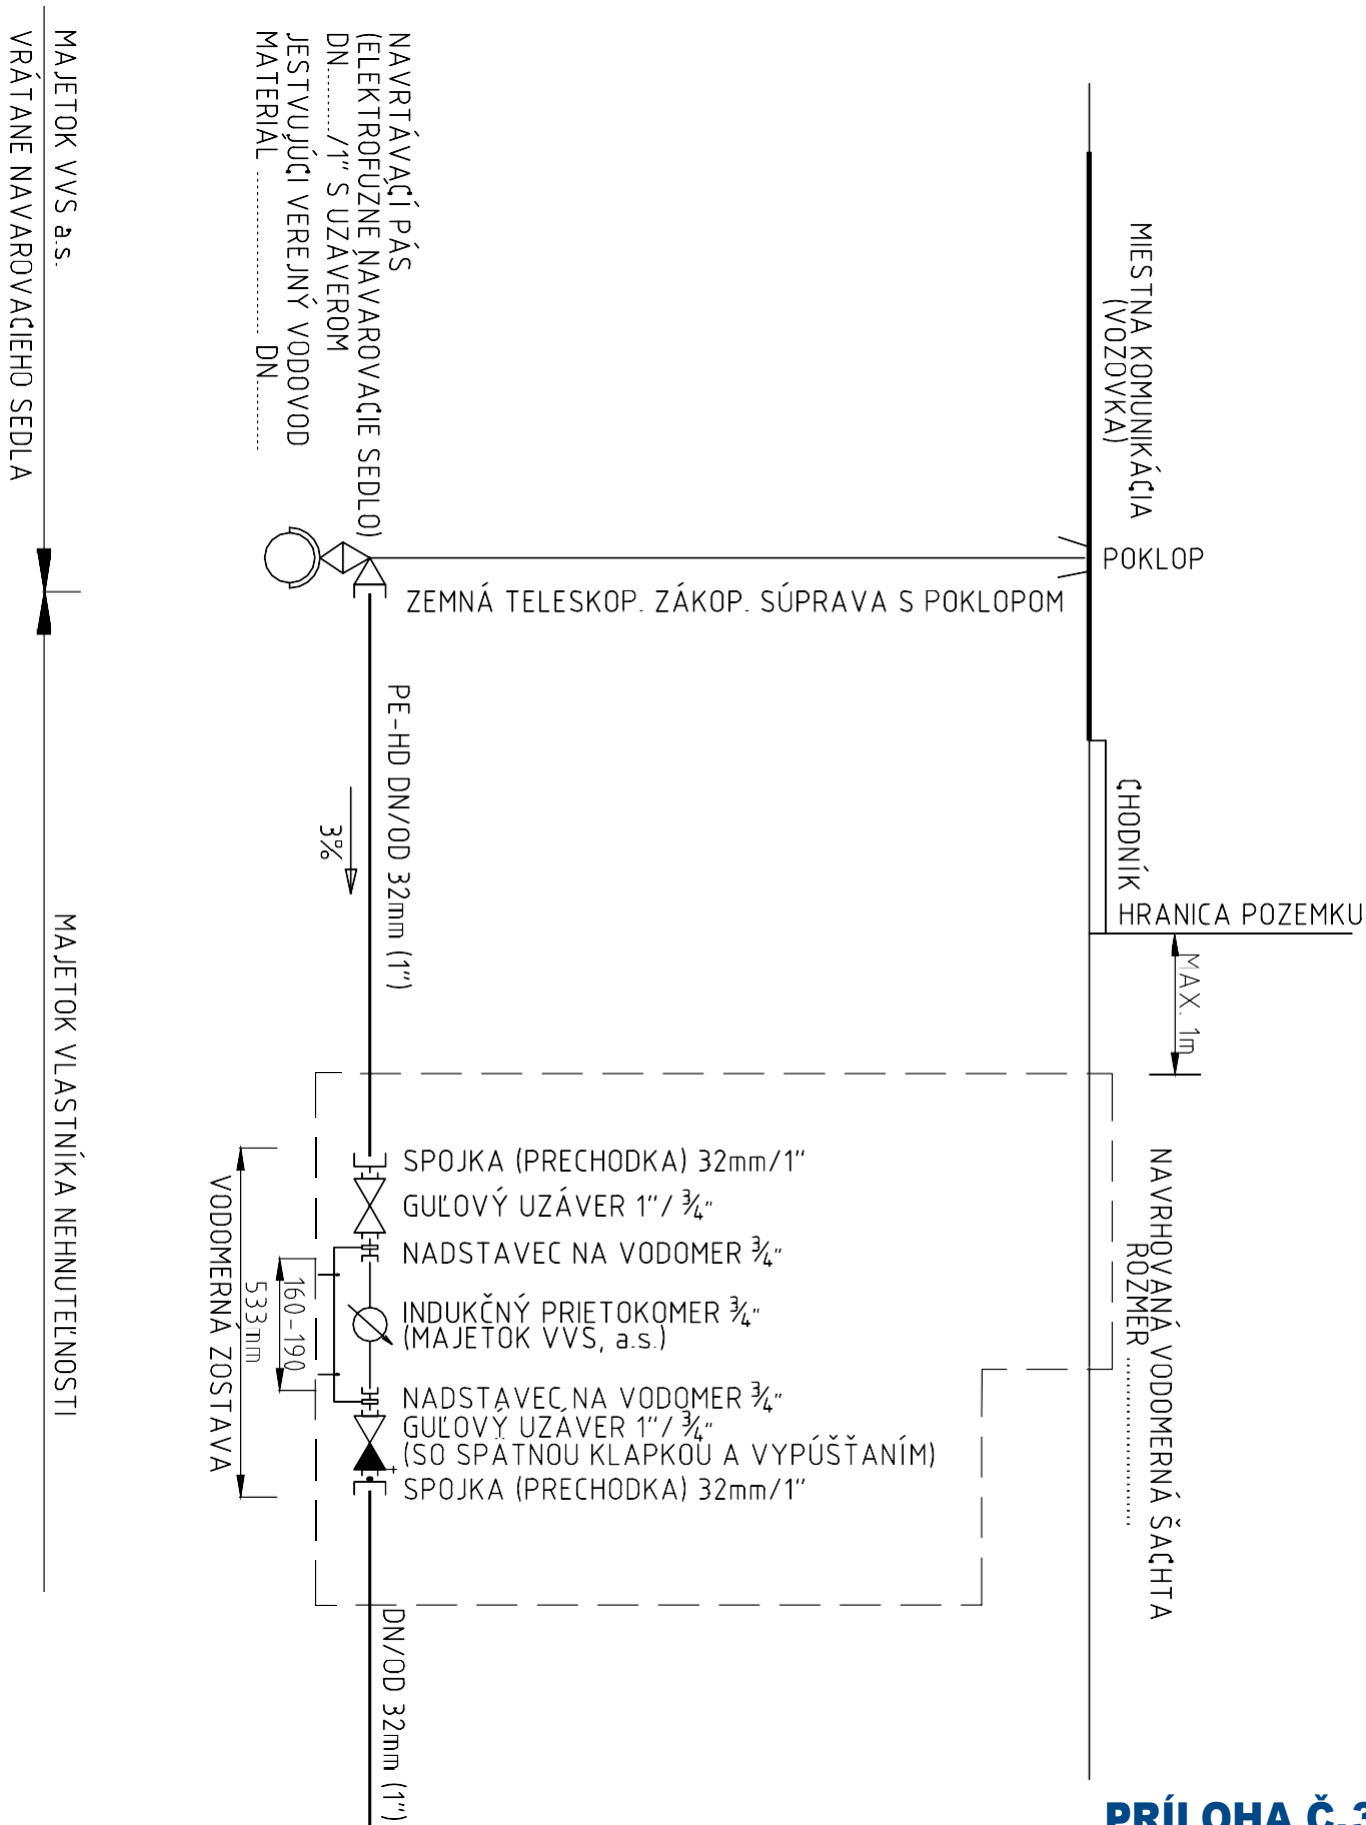 MIESTNA KOMUNIKÁCIA
(VOZOVKA)
POKLOP
CHODNÍK
HRANICA POZEMKU
MAX. 1m
NAVRHOVANÁ VODOMERNÁ ŠACHTA
ROZMER ........................
NAVRTÁVACÍ PÁS
(ELEKTROFÚZNE NAVAROVACIE SEDLO)
DN......../1" S UZÁVEROM
JESTVUJÚCI VEREJNÝ VODOVOD
MATERIÁL ........................ DN............
ZEMNÁ TELESKOP. ZÁKOP. SÚPRAVA S POKLOPOM
PE-HD DN/OD 32mm (1")
3%
SPOJKA (PRECHODKA) 32mm/1"
GUĽOVÝ UZÁVER 1"/ ¾"
NADSTAVEC NA VODOMER ¾"
INDUKČNÝ PRIETOKOMER ¾"
(MAJETOK VVS, a.s.)
NADSTAVEC NA VODOMER ¾"
GUĽOVÝ UZÁVER 1"/ ¾"
(SO SPÄTNOU KLAPKOU A VYPÚŠŤANÍM)
SPOJKA (PRECHODKA) 32mm/1"
160-190
533mm
VODOMERNÁ ZOSTAVA
DN/OD 32mm (1")
MAJETOK VVS a.s.
VRÁTANE NAVAROVACIEHO SEDLA
MAJETOK VLASTNÍKA NEHNUTEĽNOSTI
PRÍLOHA Č.3